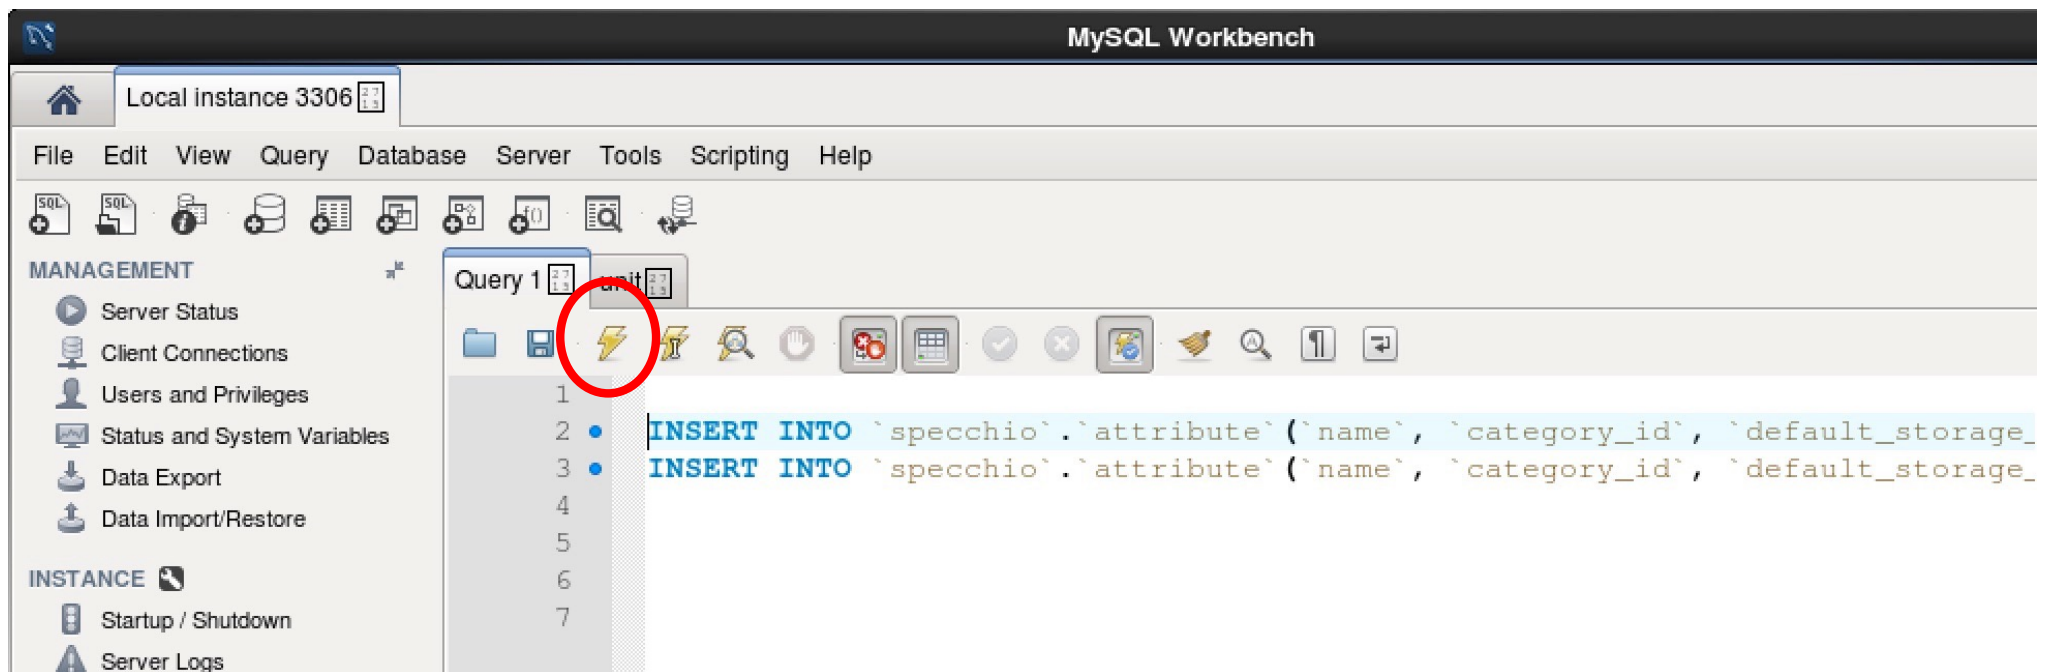 MySQL Workbench
Local instance 3306
File Edit View Query Database Server Tools Scripting Help
SQL SQL f()
MANAGEMENT
Server Status
Client Connections
Users and Privileges
Status and System Variables
Data Export
Data Import/Restore
INSTANCE
Startup / Shutdown
Server Logs
Query 1 unit
1
2 INSERT INTO `specchio`.`attribute`(`name`, `category_id`, `default_storage_
3 INSERT INTO `specchio`.`attribute`(`name`, `category_id`, `default_storage_
4
5
6
7